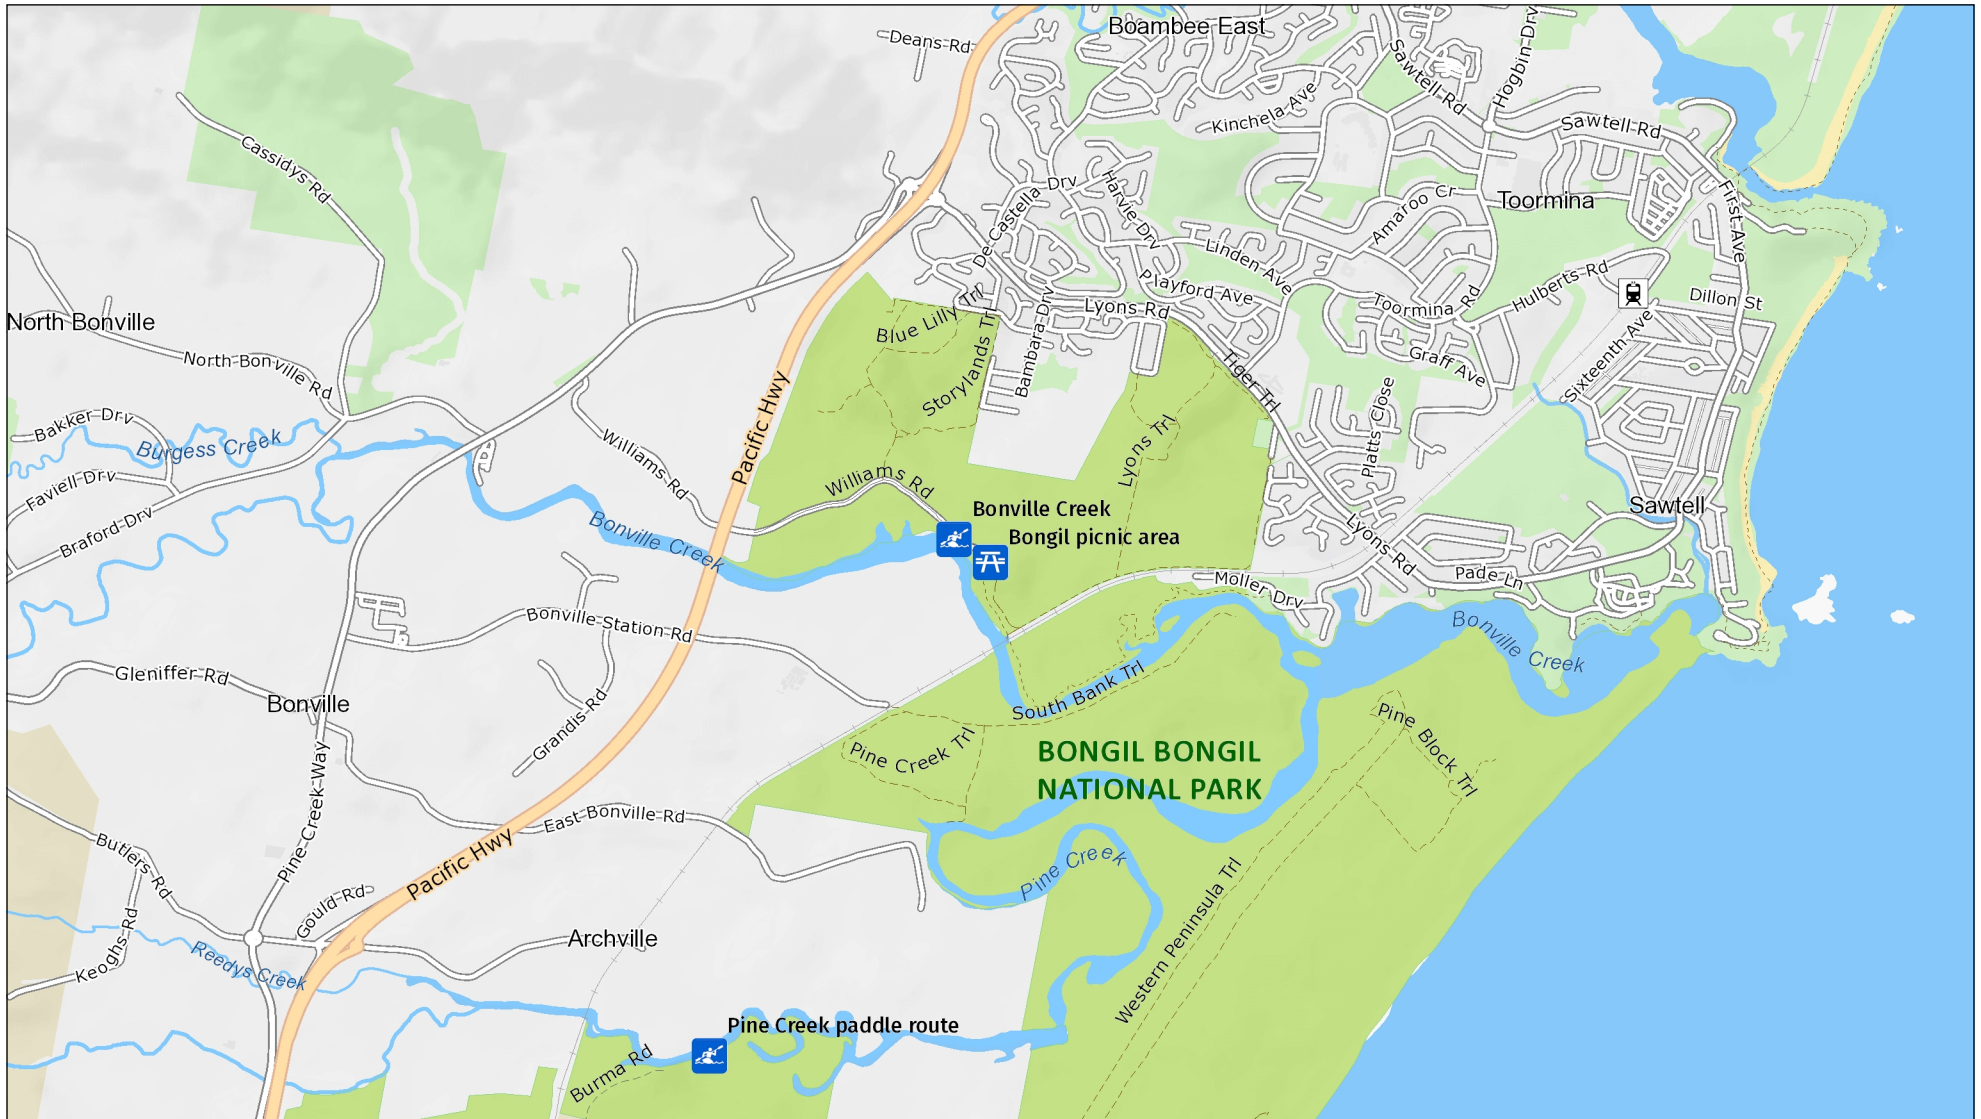 Boambee East
Deans Rd
Sawtell Rd
Hogbin Drv
Kinchela Ave
Sawtell Rd
Cassidys Rd
De Castella Drv
Harvie Drv
Amaroo Cr
Toormina
First Ave
Linden Ave
Playford Ave
Hulberts Rd
Toormina Rd
Dillon St
Blue Lilly Trl
Lyons Rd
North Bonville
Storylands Trl
Bambara Drv
Tiger Trl
Graff Ave
Sixteenth Ave
North Bonville Rd
Pacific Hwy
Platts Close
Bakker Drv
Burgess Creek
Williams Rd
Lyons Trl
Williams Rd
Faviell Drv
Braford Drv
Bonville Creek
Bonville Creek
Bongil picnic area
Sawtell
Lyons Rd
Moller Drv
Pade Ln
Bonville Station Rd
Bonville Creek
Gleniffer Rd
Bonville
Grandis Rd
South Bank Trl
Pine Creek Trl
Pine Block Trl
BONGIL BONGIL
NATIONAL PARK
Pine Creek Way
East Bonville Rd
Pacific Hwy
Butlers Rd
Pine Creek
Gould Rd
Keoghs Rd
Archville
Western Peninsula Trl
Reedys Creek
Pine Creek paddle route
Burma Rd